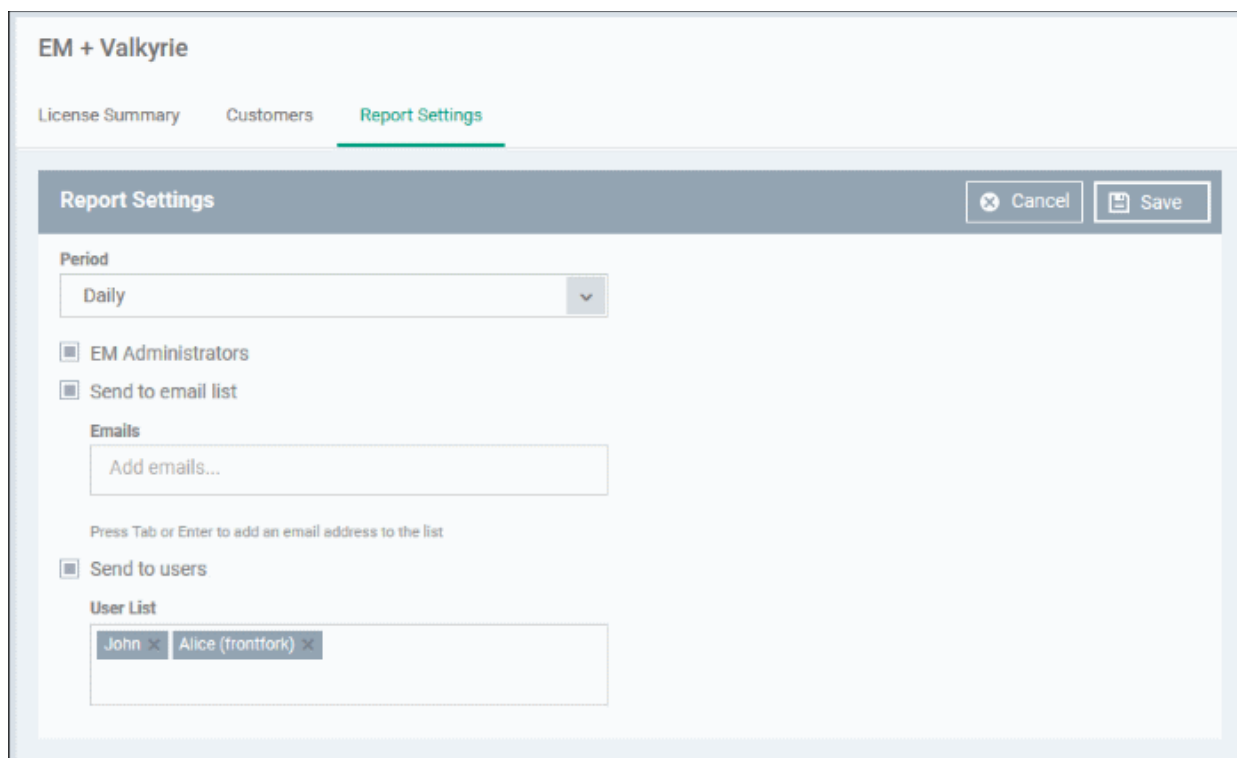 EM + Valkyrie
License Summary Customers Report Settings
Report Settings Cancel Save
Period
Daily
EM Administrators
Send to email list
Emails
Add emails...
Press Tab or Enter to add an email address to the list
Send to users
User List
John Alice (frontfork)